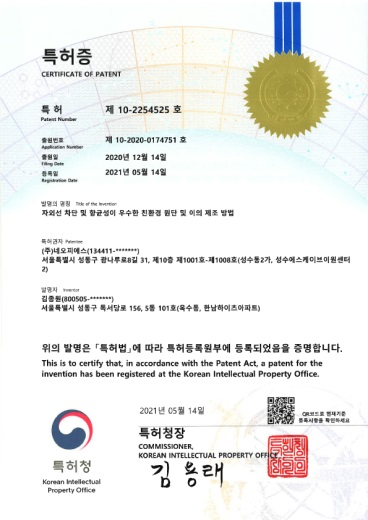 특허증
CERTIFICATE OF PATENT
특 허 제 10-2254525 호
Patent Number
출원번호 제 10-2020-0174751 호
Application Number
출원일 2020년 12월 14일
Filing Date
등록일 2021년 05월 14일
Registration Date
발명의 명칭 Title of the Invention
자외선 차단 및 항균성이 우수한 친환경 원단 및 이의 제조 방법
특허권자 Patentee
(주)네오피에스(134411-*******)
서울특별시 성동구 광나루로8길 31, 제10층 제1001호-제1008호(성수동2가, 성수에스케이브이원센터
2)
발명자 Inventor
김종원(800505-*******)
서울특별시 성동구 독서당로 156, 5동 101호(옥수동, 한남하이츠아파트)
위의 발명은 「특허법」에 따라 특허등록원부에 등록되었음을 증명합니다.
This is to certify that, in accordance with the Patent Act, a patent for the
invention has been registered at the Korean Intellectual Property Office.
2021년 05월 14일
QR코드로 현재기준
등록사항을 확인하세요
특허청장
COMMISSIONER,
KOREAN INTELLECTUAL PROPERTY OFFICE
김용래
특허청
Korean Intellectual
Property Office